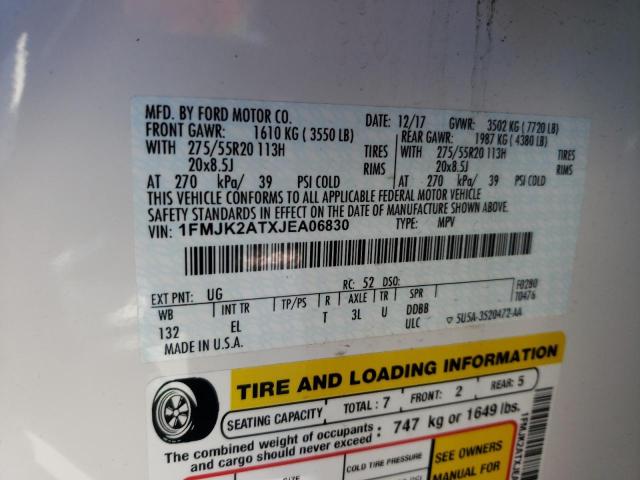 MFD. BY FORD MOTOR CO.
DATE: 12/17 GVWR: 3502 KG ( 7720 LB)
FRONT GAWR: 1610 KG ( 3550 LB)
REAR GAWR: 1987 KG ( 4380 LB)
WITH 275/55R20 113H TIRES
WITH 275/55R20 113H TIRES
20x8.5J RIMS
20x8.5J RIMS
AT 270 kPa/ 39 PSI COLD
AT 270 kPa/ 39 PSI COLD
THIS VEHICLE CONFORMS TO ALL APPLICABLE FEDERAL MOTOR VEHICLE
SAFETY STANDARDS IN EFFECT ON THE DATE OF MANUFACTURE SHOWN ABOVE.
VIN: 1FMJK2ATXJEA06830 TYPE: MPV
EXT PNT: UG RC: 52 DSO: F0280
T0476
WB INT TR TP/PS R AXLE TR SPR
132 EL T 3L U DDBB
ULC 5U5A-3520472-AA
MADE IN U.S.A.
TIRE AND LOADING INFORMATION
SEATING CAPACITY TOTAL : 7 FRONT: 2 REAR: 5
The combined weight of occupants and cargo should never exceed : 747 kg or 1649 lbs.
COLD TIRE PRESSURE
SEE OWNERS
MANUAL FOR